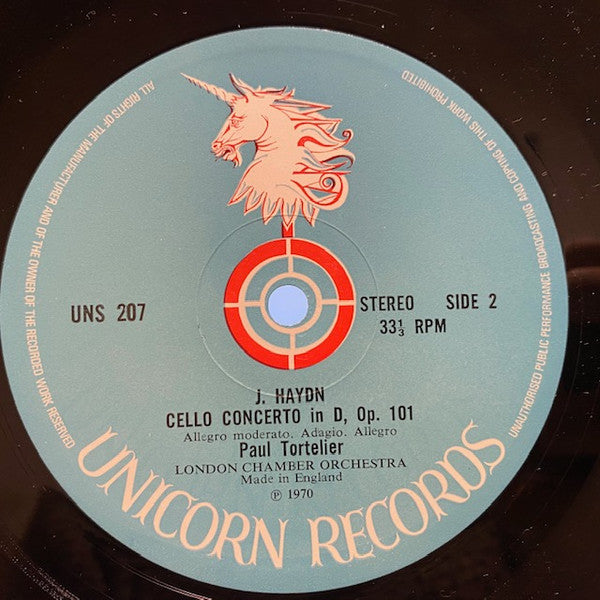 ALL RIGHTS OF THE MANUFACTURER AND OF THE OWNER OF THE RECORDED WORK RESERVED
UNAUTHORISED PUBLIC PERFORMANCE BROADCASTING AND COPYING OF THIS WORK PROHIBITED
UNS 207
STEREO SIDE 2
33⅓ RPM
J. HAYDN
CELLO CONCERTO in D, Op. 101
Allegro moderato. Adagio. Allegro
Paul Tortelier
LONDON CHAMBER ORCHESTRA
Made in England
℗ 1970
UNICORN RECORDS